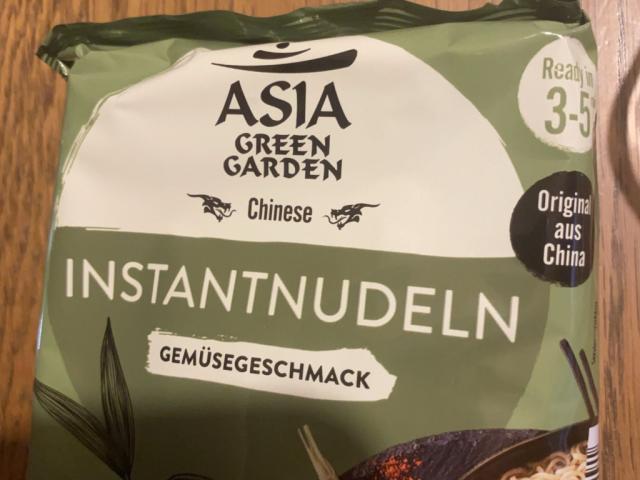 ASIA
GREEN
GARDEN
Chinese
INSTANTNUDELN
GEMÜSEGESCHMACK
Ready in
3-5
Original
aus
China